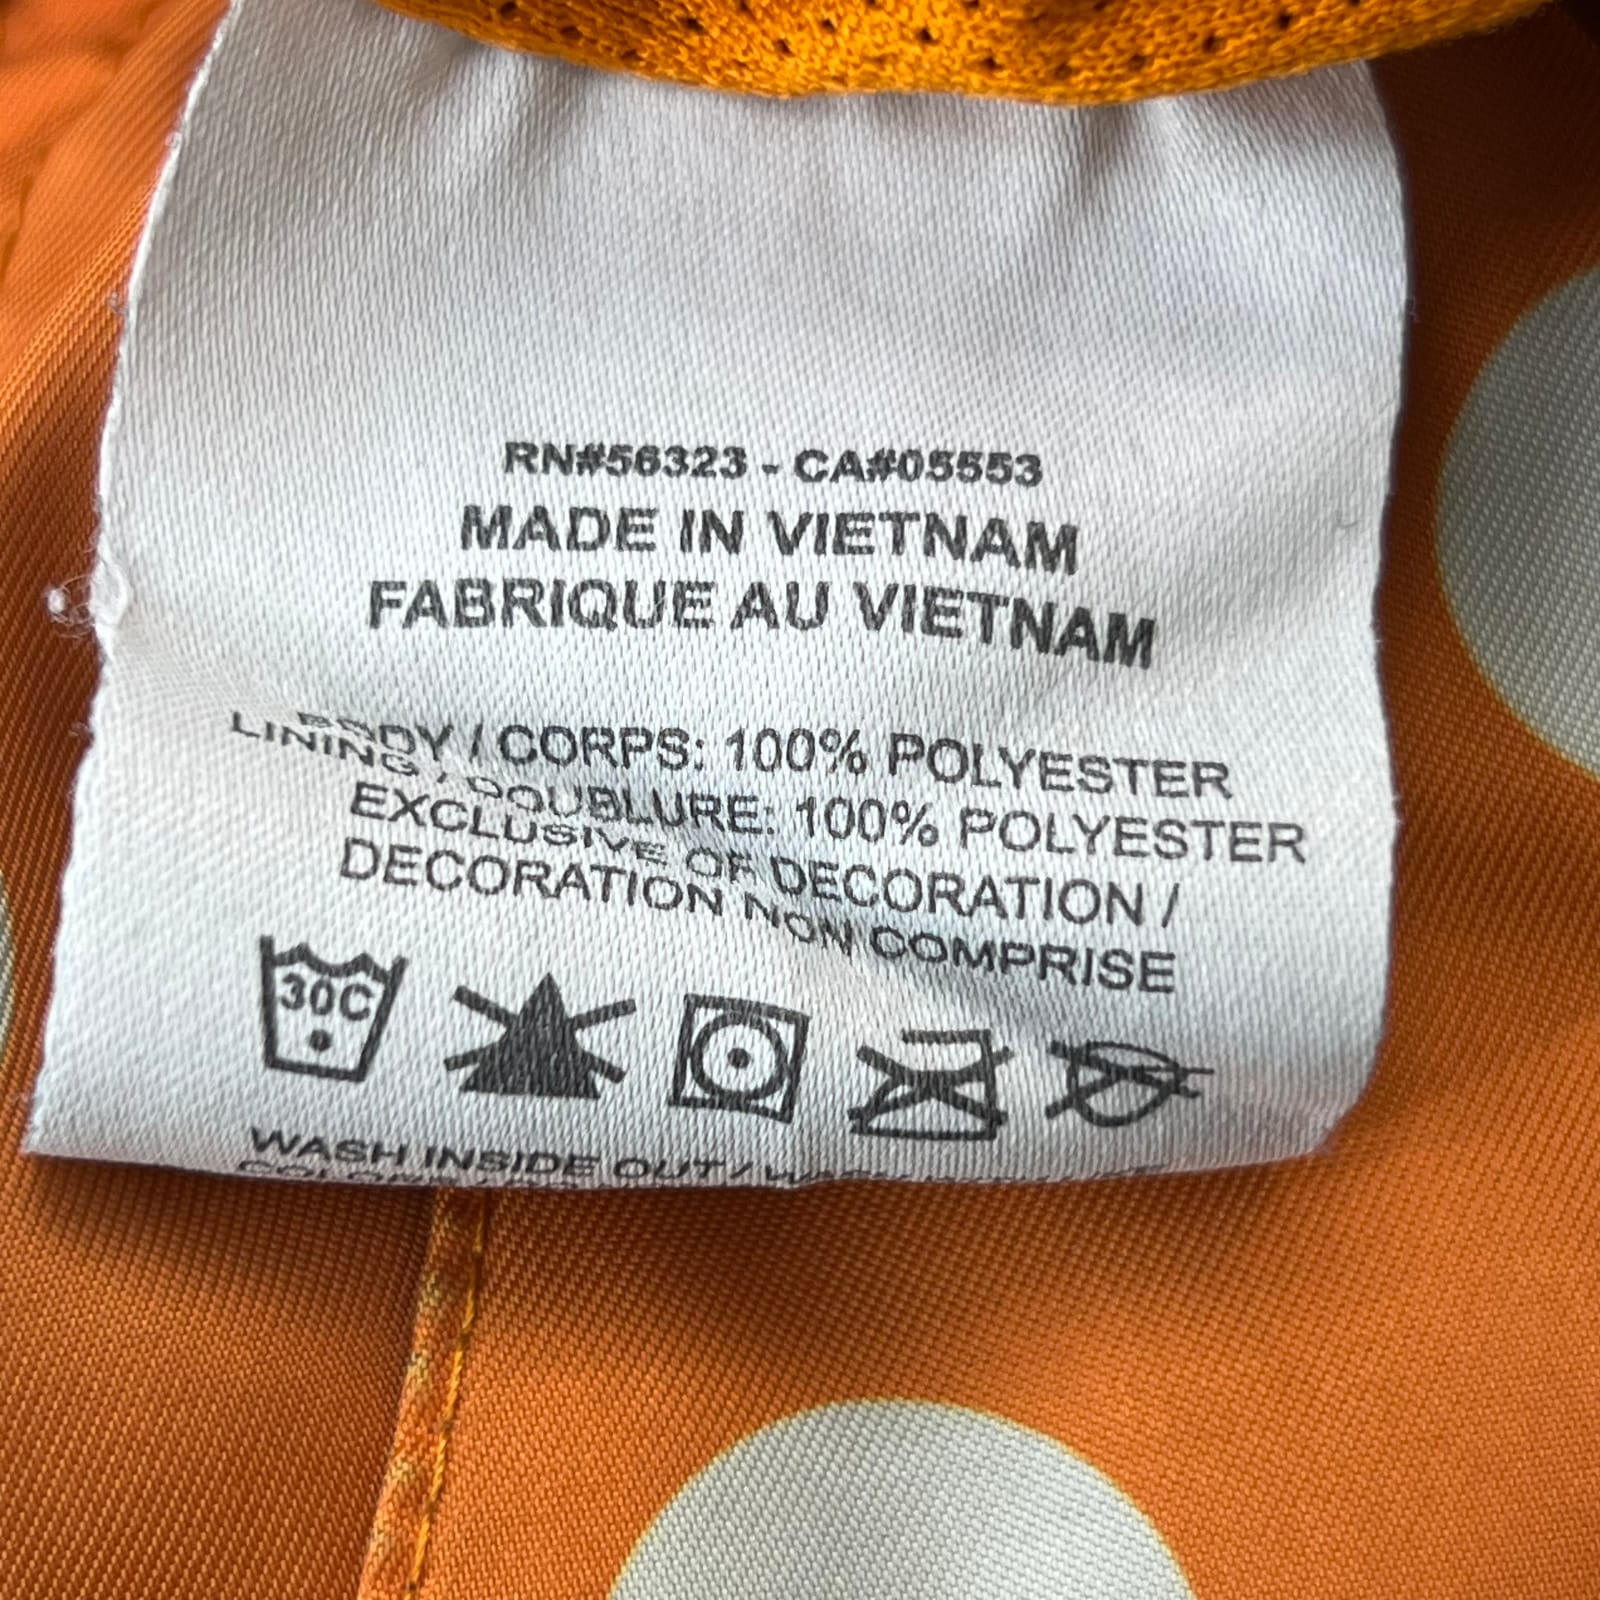 RN#56323 - CA#05553
MADE IN VIETNAM
FABRIQUE AU VIETNAM
BODY / CORPS: 100% POLYESTER
LINING / DOUBLURE: 100% POLYESTER
EXCLUSIVE OF DECORATION /
DECORATION NON COMPRISE
30C
WASH INSIDE OUT /